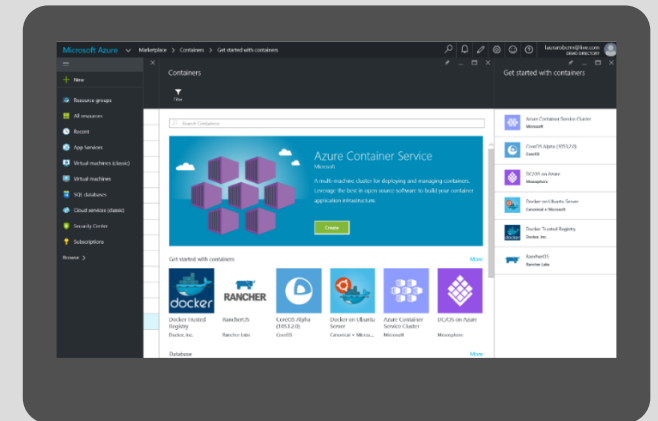 Microsoft Azure
Marketplace > Containers > Get started with containers
DEMO DIRECTORY
New
Resource groups
All resources
Recent
App Services
Virtual machines (classic)
Virtual machines
SQL databases
Cloud services (classic)
Security Center
Subscriptions
Browse >
Containers
Filter
Search Containers
Azure Container Service
Microsoft
A multi-machine cluster for deploying and managing containers.
Leverage the best in open source software to build your container
application infrastructure.
Create
Get started with containers
More
docker
RANCHER
Docker Trusted
Registry
Docker, Inc.
RancherOS
Rancher Labs
CoreOS Alpha
(1053.2.0)
CoreOS
Docker on Ubuntu
Server
Canonical + Micros...
Azure Container
Service Cluster
Microsoft
DC/OS on Azure
Mesosphere
Database
More
Get started with containers
Azure Container Service Cluster
Microsoft
CoreOS Alpha (1053.2.0)
CoreOS
DC/OS on Azure
Mesosphere
Docker on Ubuntu Server
Canonical + Microsoft
Docker Trusted Registry
Docker, Inc.
RancherOS
Rancher Labs